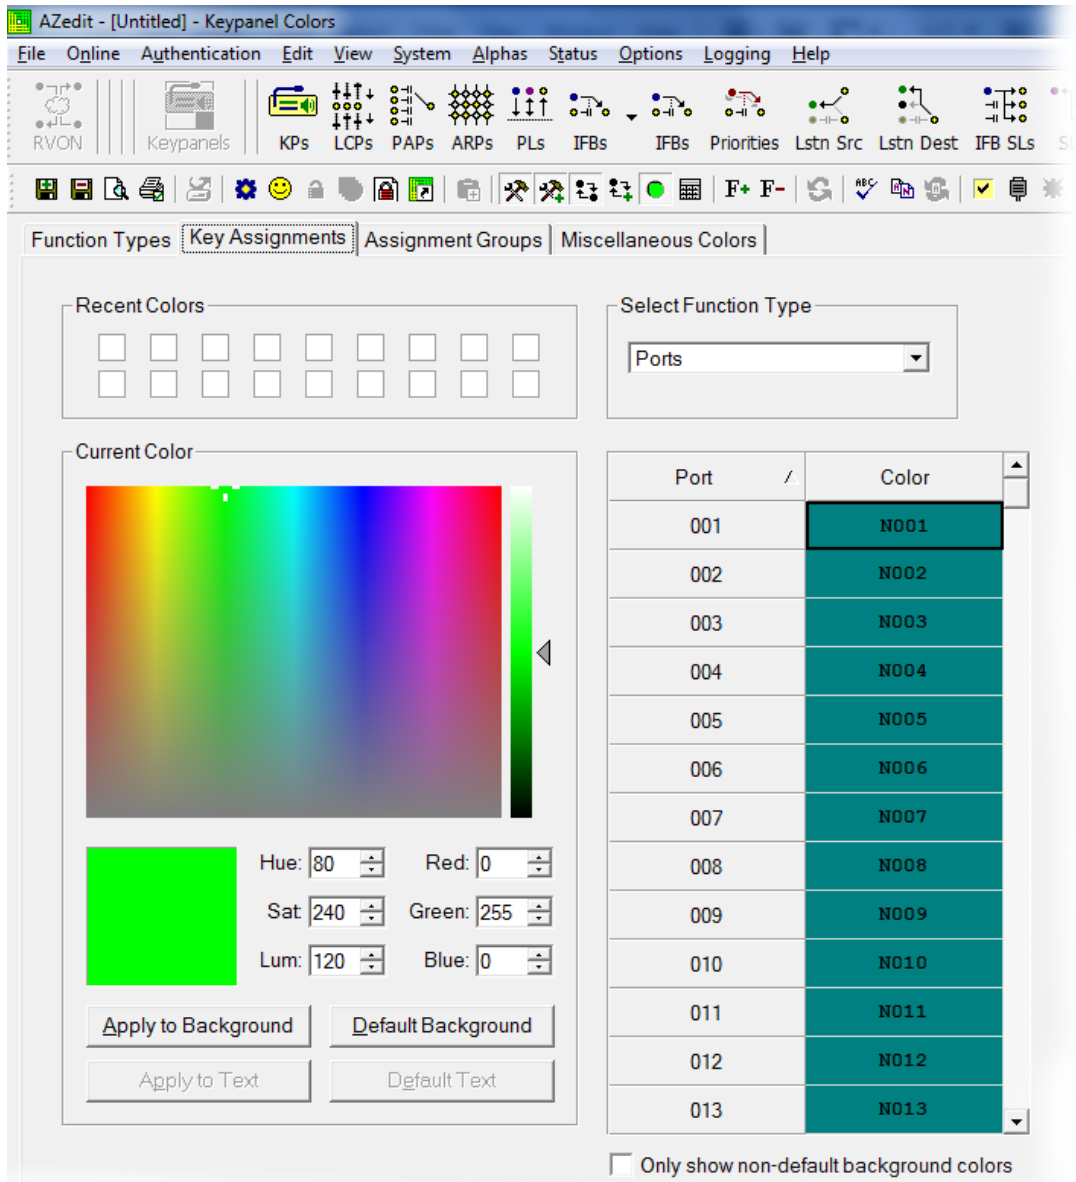 AZedit - [Untitled] - Keypanel Colors
File Online Authentication Edit View System Alphas Status Options Logging Help
RVON Keypanels KPs LCPs PAPs ARPs PLs IFBs IFBs Priorities Lstn Src Lstn Dest IFB SLs
F+ F- ABC
Function Types Key Assignments Assignment Groups Miscellaneous Colors
Recent Colors Select Function Type
Ports
Current Color
Port / Color
001 N001
002 N002
003 N003
004 N004
005 N005
006 N006
007 N007
008 N008
009 N009
010 N010
011 N011
012 N012
013 N013
Hue: 80 Red: 0
Sat: 240 Green: 255
Lum: 120 Blue: 0
Apply to Background Default Background
Apply to Text Default Text
Only show non-default background colors